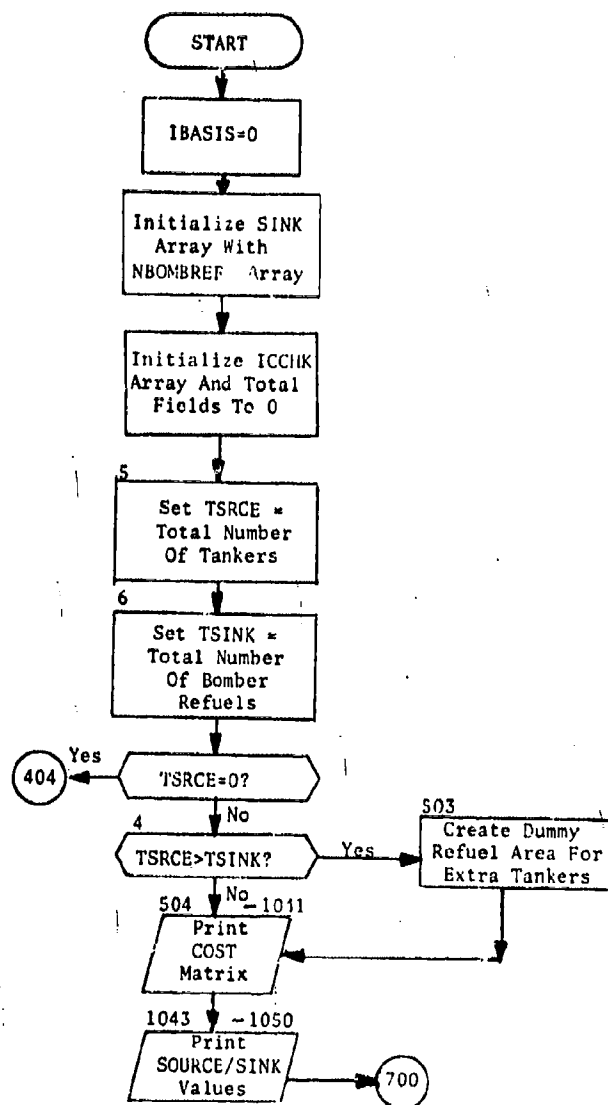 START
IBASIS=0
Initialize SINK
Array With
NBOMBREF Array
Initialize ICCHK
Array And Total
Fields To 0
5
Set TSRCE =
Total Number
Of Tankers
6
Set TSINK =
Total Number
Of Bomber
Refuels
Yes
404
TSRCE=0?
No
4
TSRCE>TSINK?
Yes
503
Create Dummy
Refuel Area For
Extra Tankers
No
504 -1011
Print
COST
Matrix
1043 -1050
Print
SOURCE/SINK
Values
700